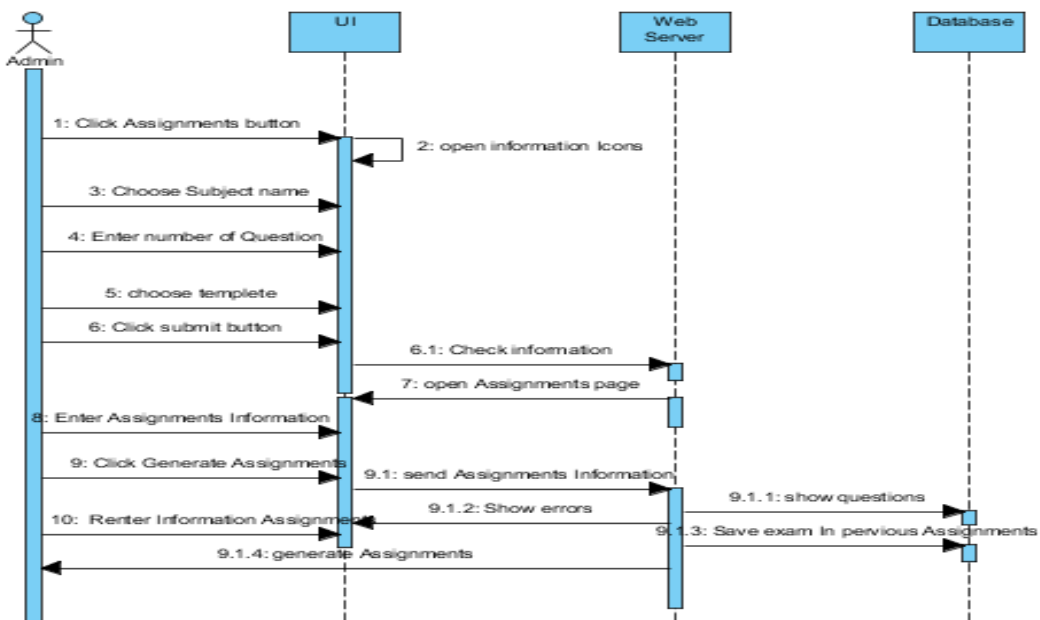 UI
Web
Server
Database
Admin
1: Click Assignments button
2: open information Icons
3: Choose Subject name
4: Enter number of Question
5: choose templete
6: Click submit button
6.1: Check information
7: open Assignments page
8: Enter Assignments Information
9: Click Generate Assignments
9.1: send Assignments Information
9.1.1: show questions
9.1.2: Show errors
10: Renter Information Assignments
9.1.3: Save exam In pervious Assignments
9.1.4: generate Assignments